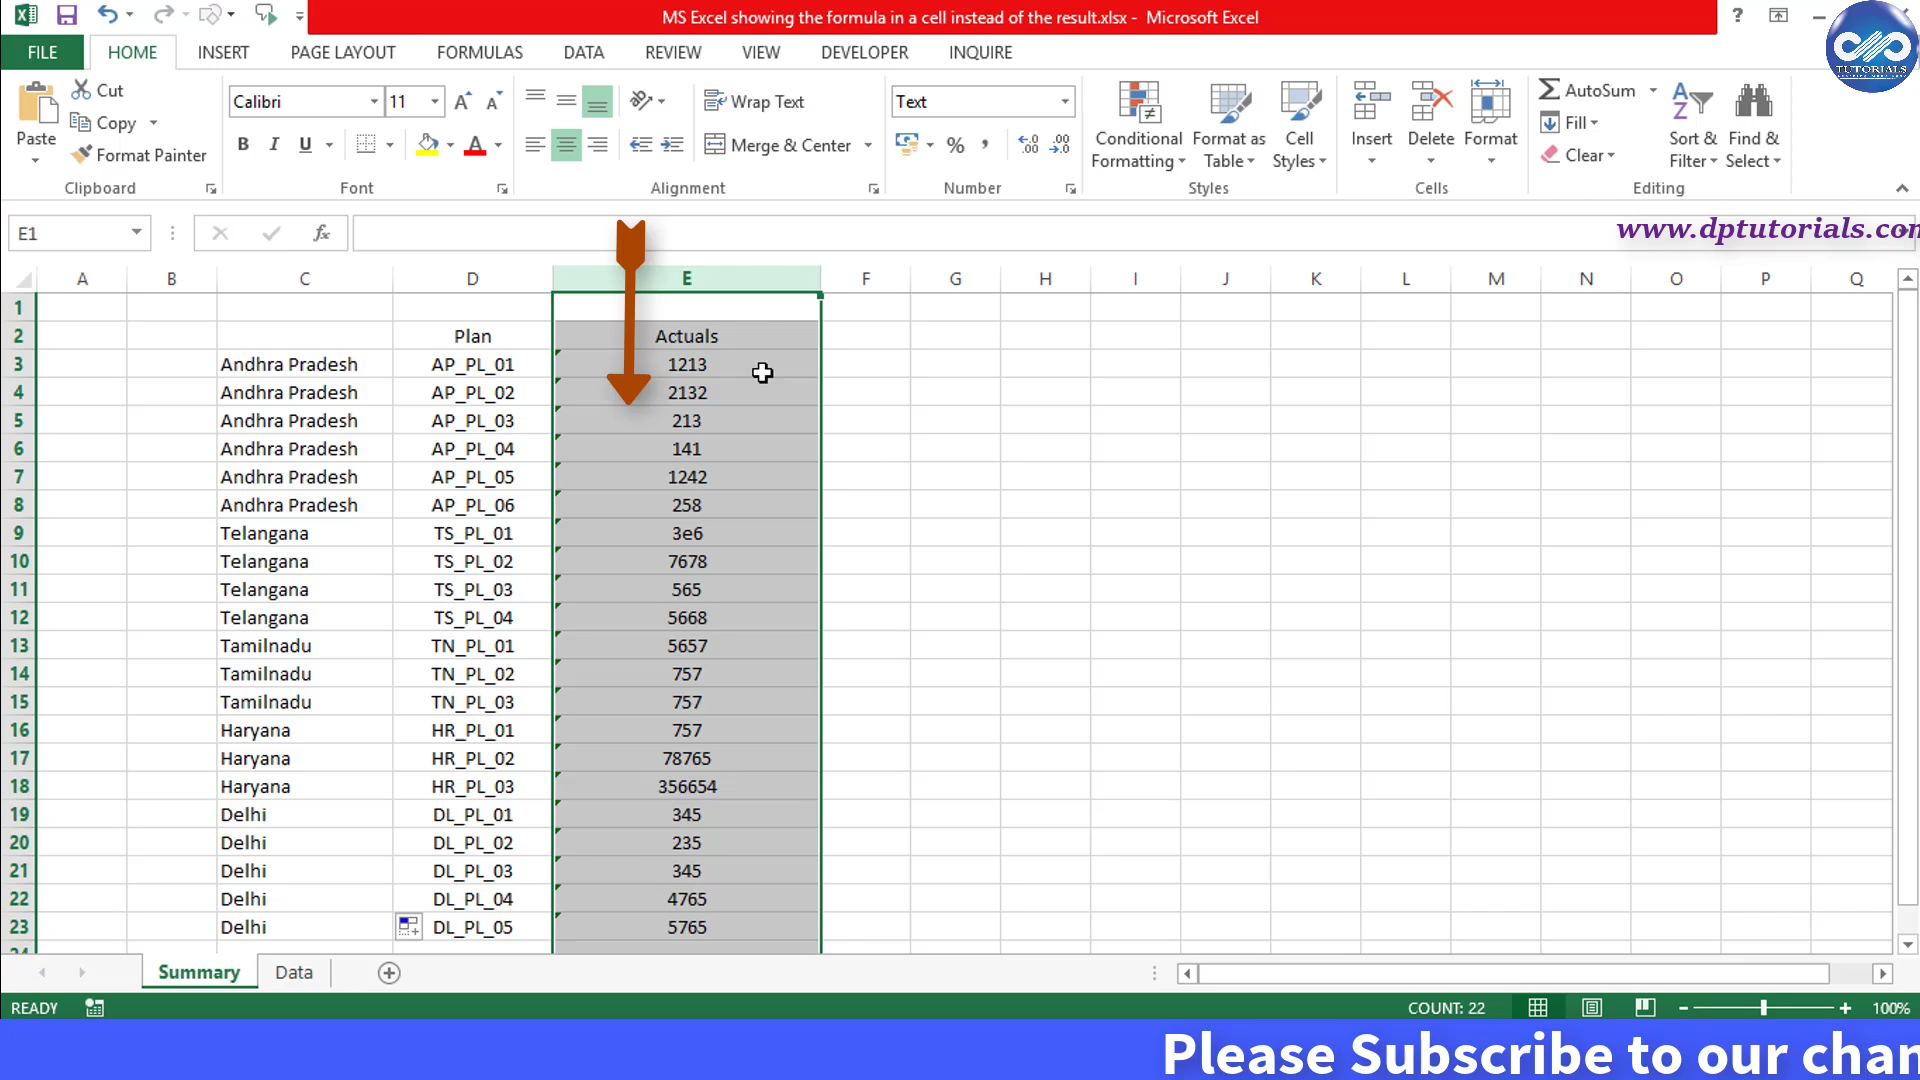 MS Excel showing the formula in a cell instead of the result.xlsx - Microsoft Excel
?
FILE HOME INSERT PAGE LAYOUT FORMULAS DATA REVIEW VIEW DEVELOPER INQUIRE
TUTORIALS
Paste Cut Copy Format Painter Clipboard
Calibri 11 B I U A Font
Wrap Text Merge & Center Alignment
Text % , Number
Conditional Formatting Format as Table Cell Styles Styles
Insert Delete Format Cells
AutoSum Fill Clear Sort & Filter Find & Select Editing
E1 fx
www.dptutorials.com
A B C D E F G H I J K L M N O P Q
1
2 Plan Actuals
3 Andhra Pradesh AP_PL_01 1213
4 Andhra Pradesh AP_PL_02 2132
5 Andhra Pradesh AP_PL_03 213
6 Andhra Pradesh AP_PL_04 141
7 Andhra Pradesh AP_PL_05 1242
8 Andhra Pradesh AP_PL_06 258
9 Telangana TS_PL_01 3e6
10 Telangana TS_PL_02 7678
11 Telangana TS_PL_03 565
12 Telangana TS_PL_04 5668
13 Tamilnadu TN_PL_01 5657
14 Tamilnadu TN_PL_02 757
15 Tamilnadu TN_PL_03 757
16 Haryana HR_PL_01 757
17 Haryana HR_PL_02 78765
18 Haryana HR_PL_03 356654
19 Delhi DL_PL_01 345
20 Delhi DL_PL_02 235
21 Delhi DL_PL_03 345
22 Delhi DL_PL_04 4765
23 Delhi DL_PL_05 5765
Summary Data
READY COUNT: 22 100%
Please Subscribe to our chan